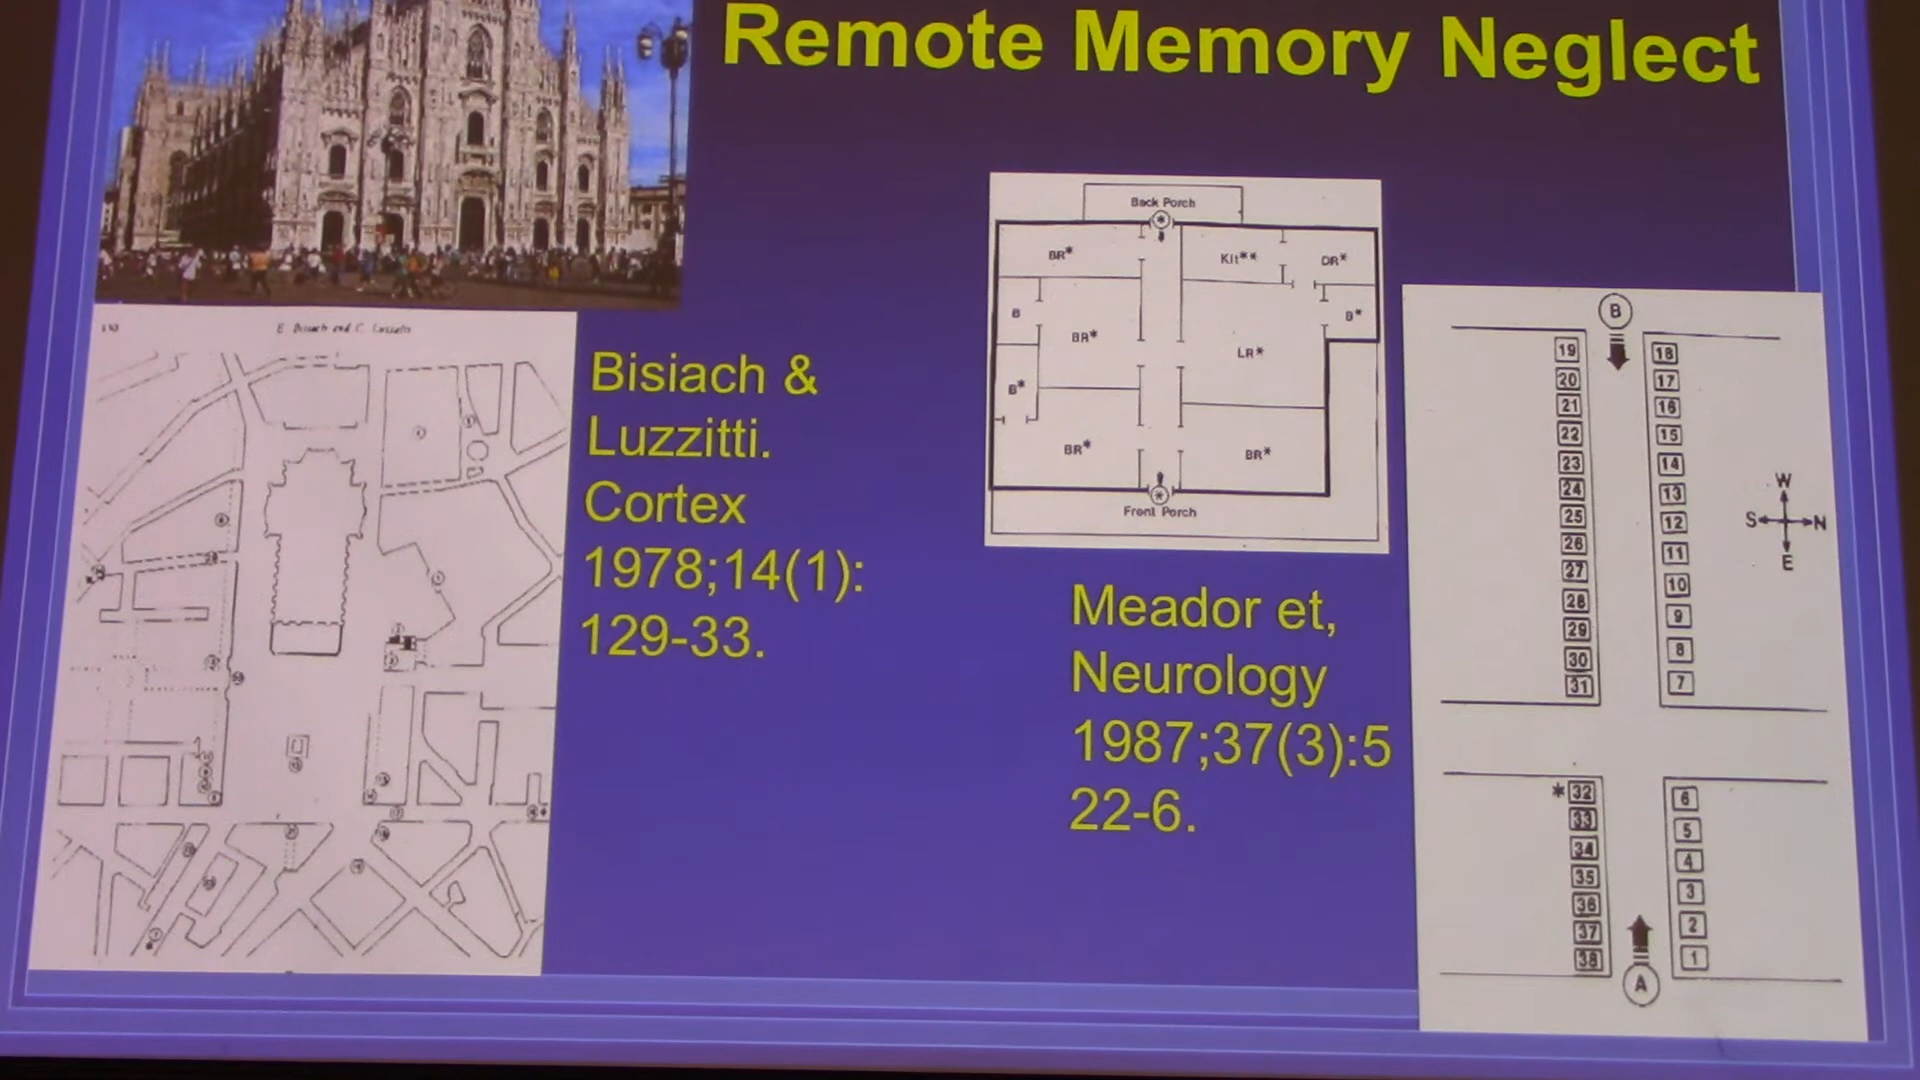 Remote Memory Neglect
E. Bisiach and C. Luzzatti
Bisiach &
Luzzitti.
Cortex
1978;14(1):
129-33.
Back Porch
BR*
Kit**
DR*
B
BR*
LR*
B*
B*
BR*
BR*
Front Porch
Meador et,
Neurology
1987;37(3):5
22-6.
B
19 18
20 17
21 16
22 15
23 14
24 13
25 12
26 11
27 10
28 9
29 8
30 7
31
W
S N
E
*32 6
33 5
34 4
35 3
36 2
37 1
38
A